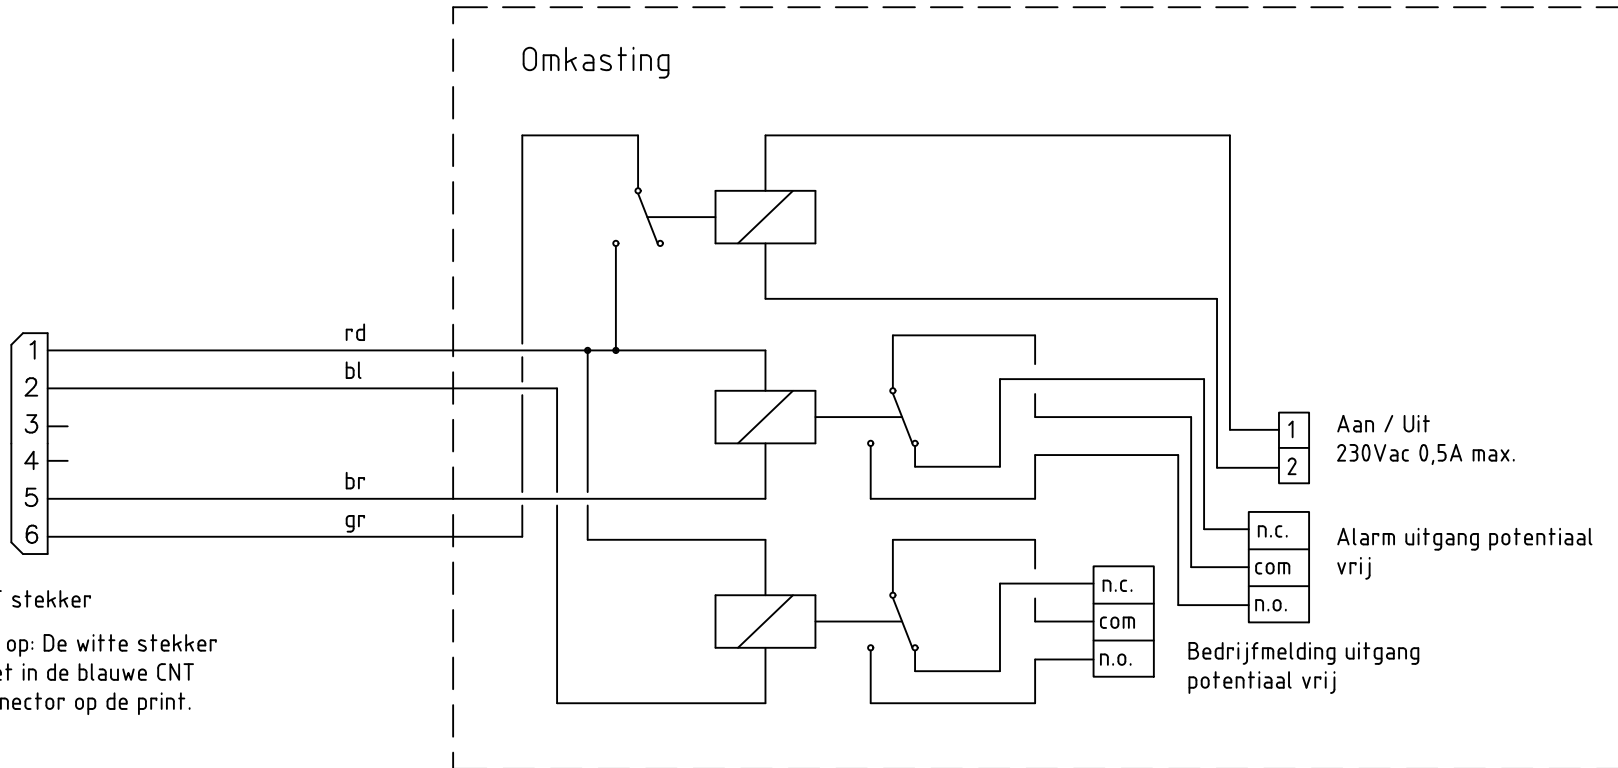 Omkasting
rd
1
bl
2
3
4
br
5
gr
6
1
2
Aan / Uit
230Vac 0,5A max.
n.c.
com
n.o.
Alarm uitgang potentiaal
vrij
n.c.
com
n.o.
Bedrijfmelding uitgang
potentiaal vrij
stekker
op: De witte stekker
in de blauwe CNT
op de print.